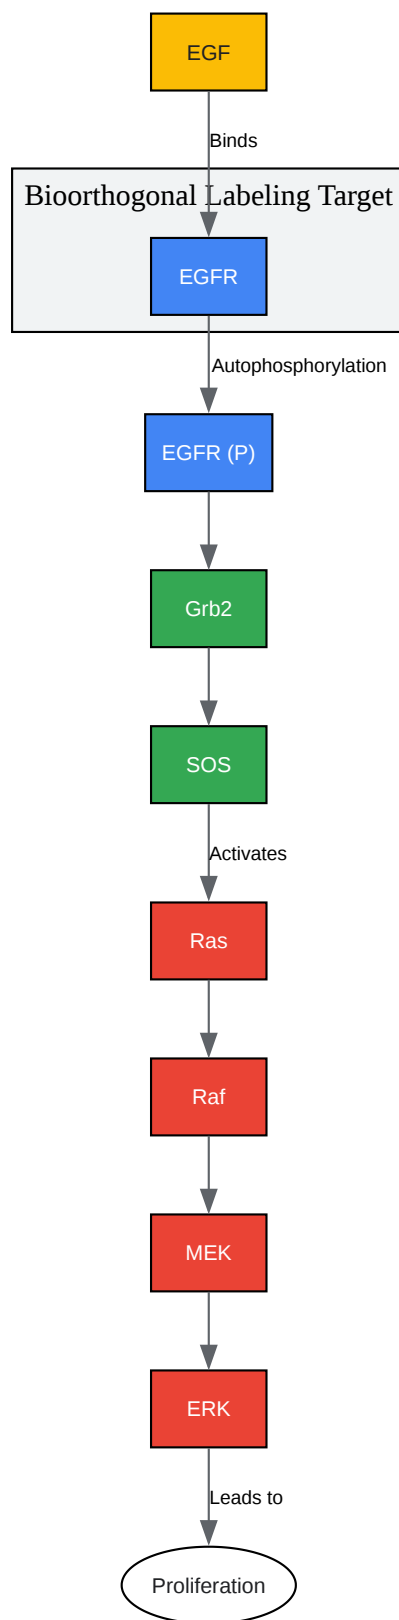 EGF
Binds
Bioorthogonal Labeling Target
EGFR
Autophosphorylation
EGFR (P)
Grb2
SOS
Activates
Ras
Raf
MEK
ERK
Leads to
Proliferation